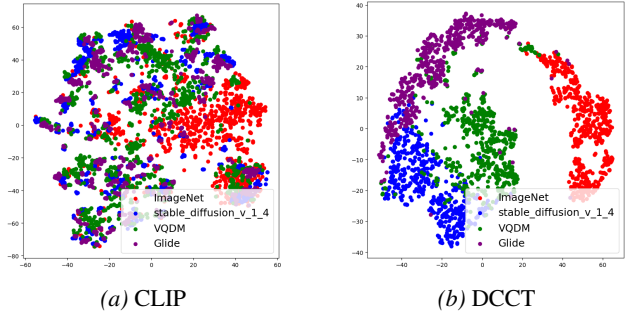 60
40
20
0
−20
−40
−60
−80
−60 −40 −20 0 20 40 60
ImageNet
stable_diffusion_v_1_4
VQDM
Glide
(a) CLIP
40
30
20
10
0
−10
−20
−30
−40
−60 −40 −20 0 20 40 60
ImageNet
stable_diffusion_v_1_4
VQDM
Glide
(b) DCCT